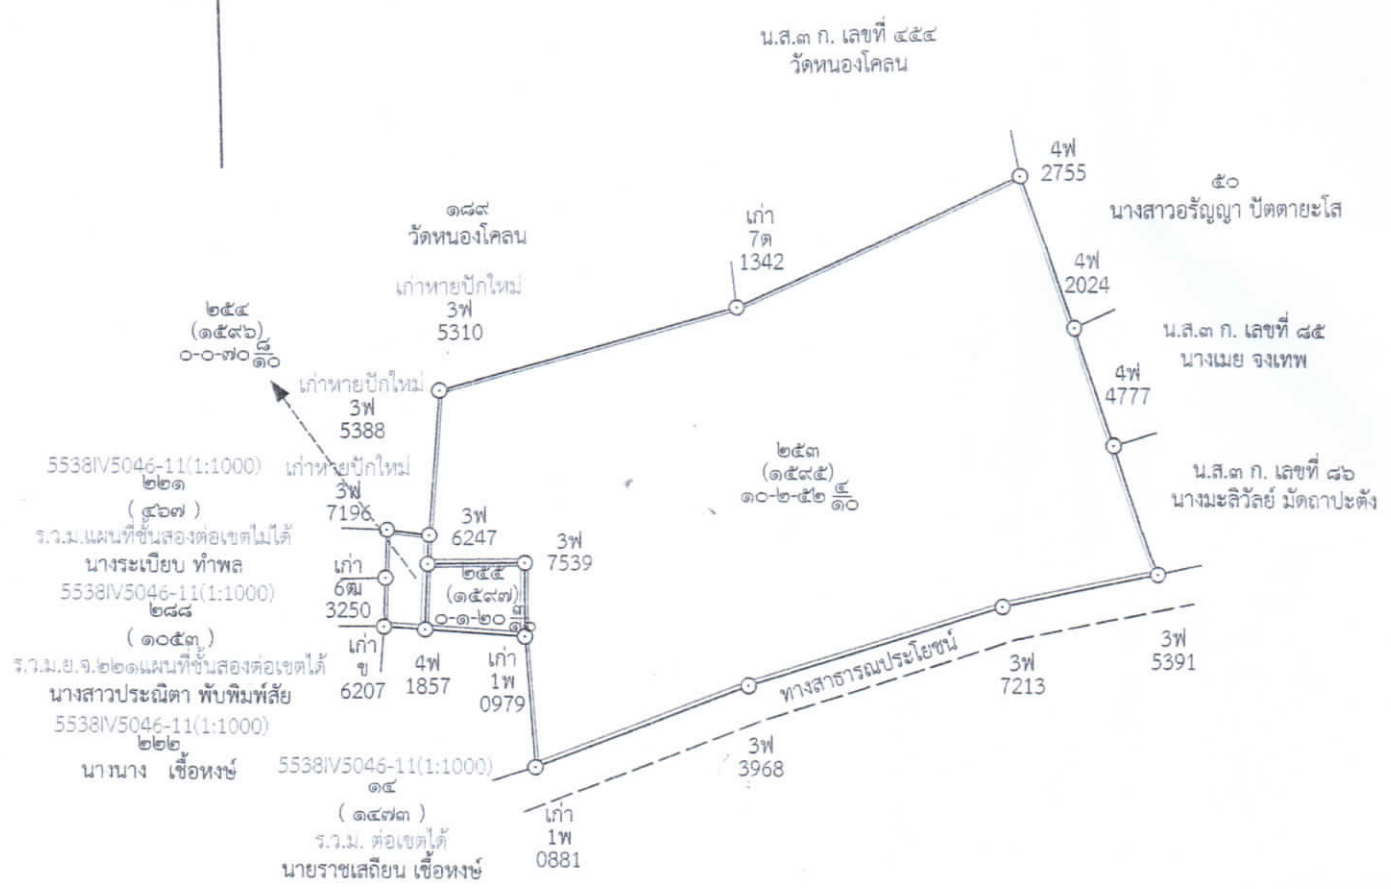 น.ส.๓ ก. เลขที่ ๔๕๔
วัดหนองโคลน
4ฟ
2755
๕๐
นางสาวอรัญญา ปัตตายะโส
๑๘๙
วัดหนองโคลน
เก่า
7ต
1342
4ฟ
2024
เก่าหายปักใหม่
3ฟ
5310
๒๕๔
(๑๕๙๖)
๐-๐-๗๐ ๘/๑๐
น.ส.๓ ก. เลขที่ ๘๕
นางเมย จงเทพ
เก่าหายปักใหม่
3ฟ
5388
4ฟ
4777
๒๕๓
(๑๕๙๕)
๑๐-๒-๕๒ ๔/๑๐
น.ส.๓ ก. เลขที่ ๘๖
นางมะลิวัลย์ มัดถาปะตัง
5538IV5046-11(1:1000)
๒๒๑
( ๔๖๗ )
ร.ว.ม.แผนที่ชั้นสองต่อเขตไม่ได้
นางระเบียบ ทำพล
เก่าหายปักใหม่
3ฟ
7196
3ฟ
6247
3ฟ
7539
เก่า
6ฒ
3250
๒๕๕
(๑๕๙๗)
๐-๑-๒๐ ๓/๑๐
5538IV5046-11(1:1000)
๒๘๘
( ๑๐๕๓ )
ร.ว.ม.ย.จ.๒๒๑แผนที่ชั้นสองต่อเขตได้
นางสาวประณิตา พับพิมพ์สัย
เก่า
ข
6207
4ฟ
1857
เก่า
1พ
0979
ทางสาธารณประโยชน์
3ฟ
7213
3ฟ
5391
5538IV5046-11(1:1000)
๒๒๒
นางนาง เชื้อหงษ์
3ฟ
3968
5538IV5046-11(1:1000)
๑๔
( ๑๔๗๓ )
ร.ว.ม. ต่อเขตได้
นายราชเสถียน เชื้อหงษ์
เก่า
1พ
0881